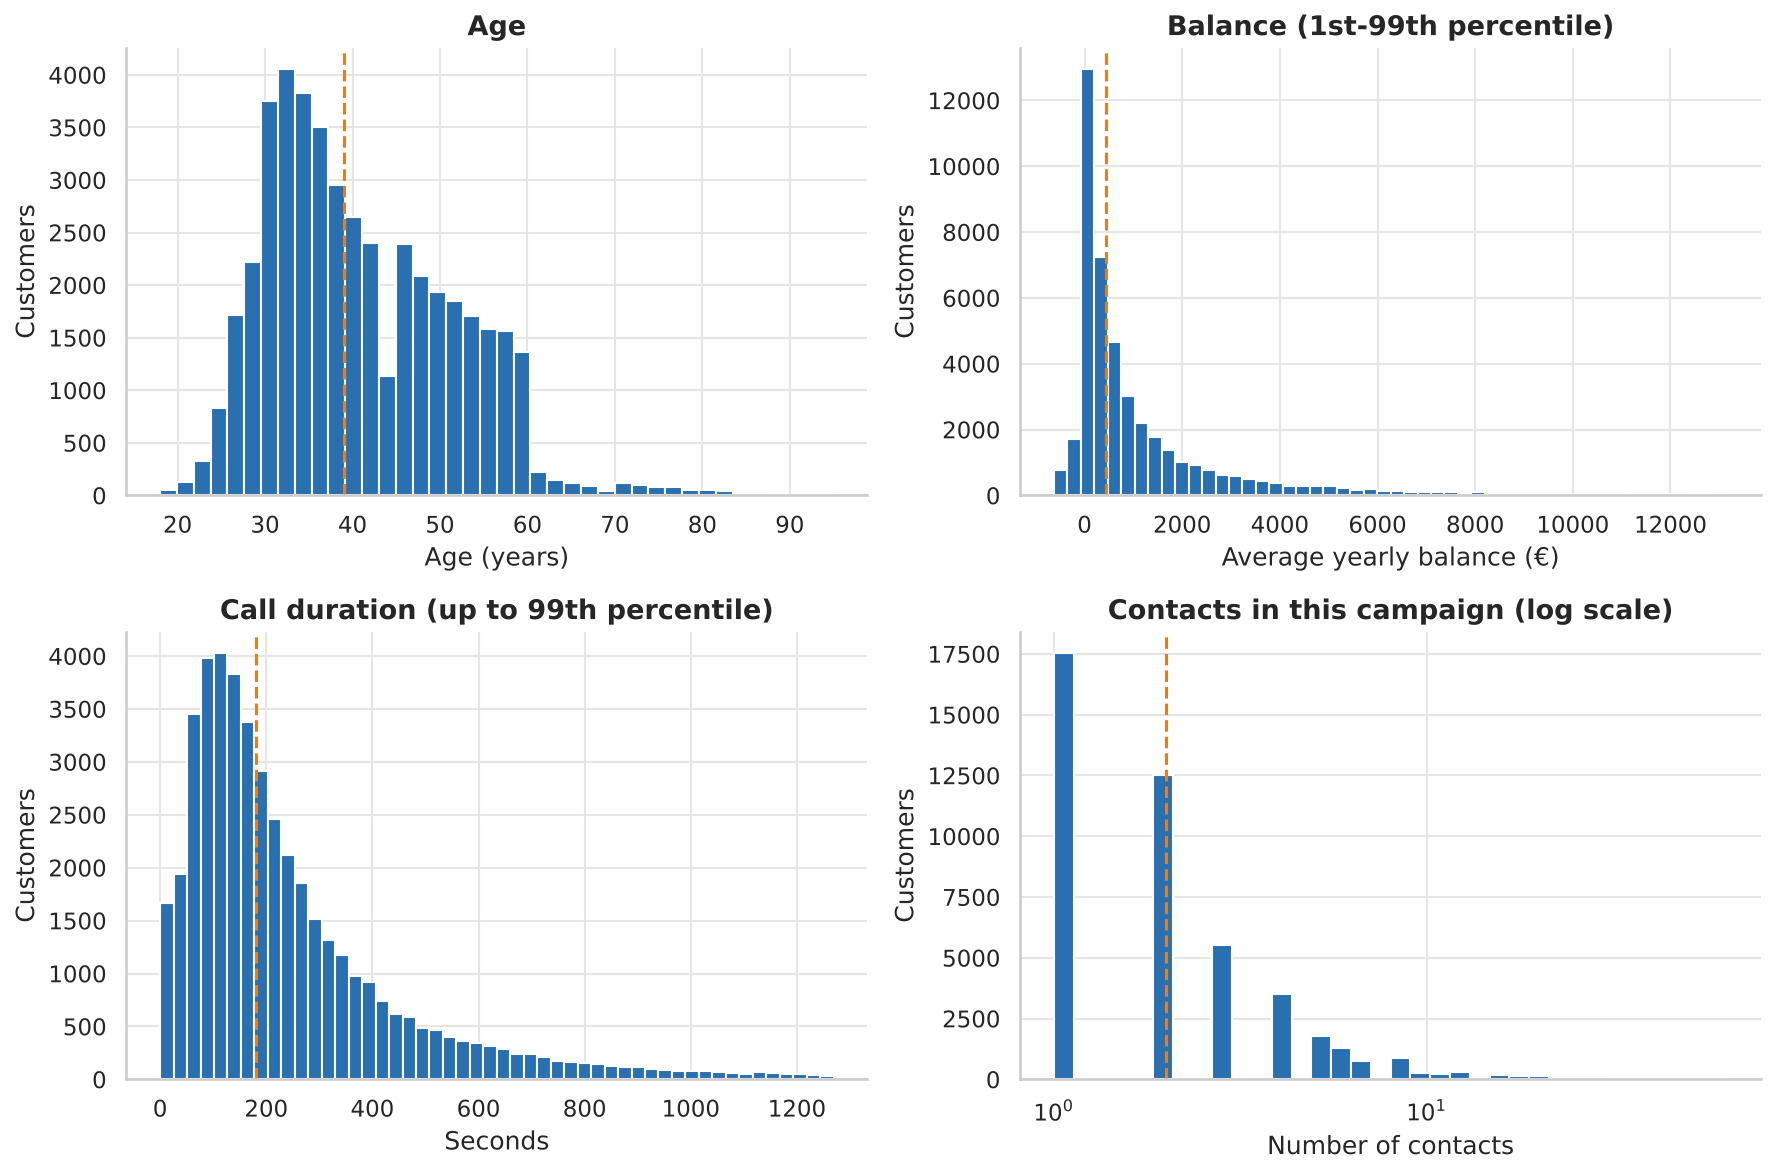 Age
Customers
4000
3500
3000
2500
2000
1500
1000
500
0
20 30 40 50 60 70 80 90
Age (years)
Balance (1st-99th percentile)
Customers
12000
10000
8000
6000
4000
2000
0
0 2000 4000 6000 8000 10000 12000
Average yearly balance (€)
Call duration (up to 99th percentile)
Customers
4000
3500
3000
2500
2000
1500
1000
500
0
0 200 400 600 800 1000 1200
Seconds
Contacts in this campaign (log scale)
Customers
17500
15000
12500
10000
7500
5000
2500
0
10⁰ 10¹
Number of contacts